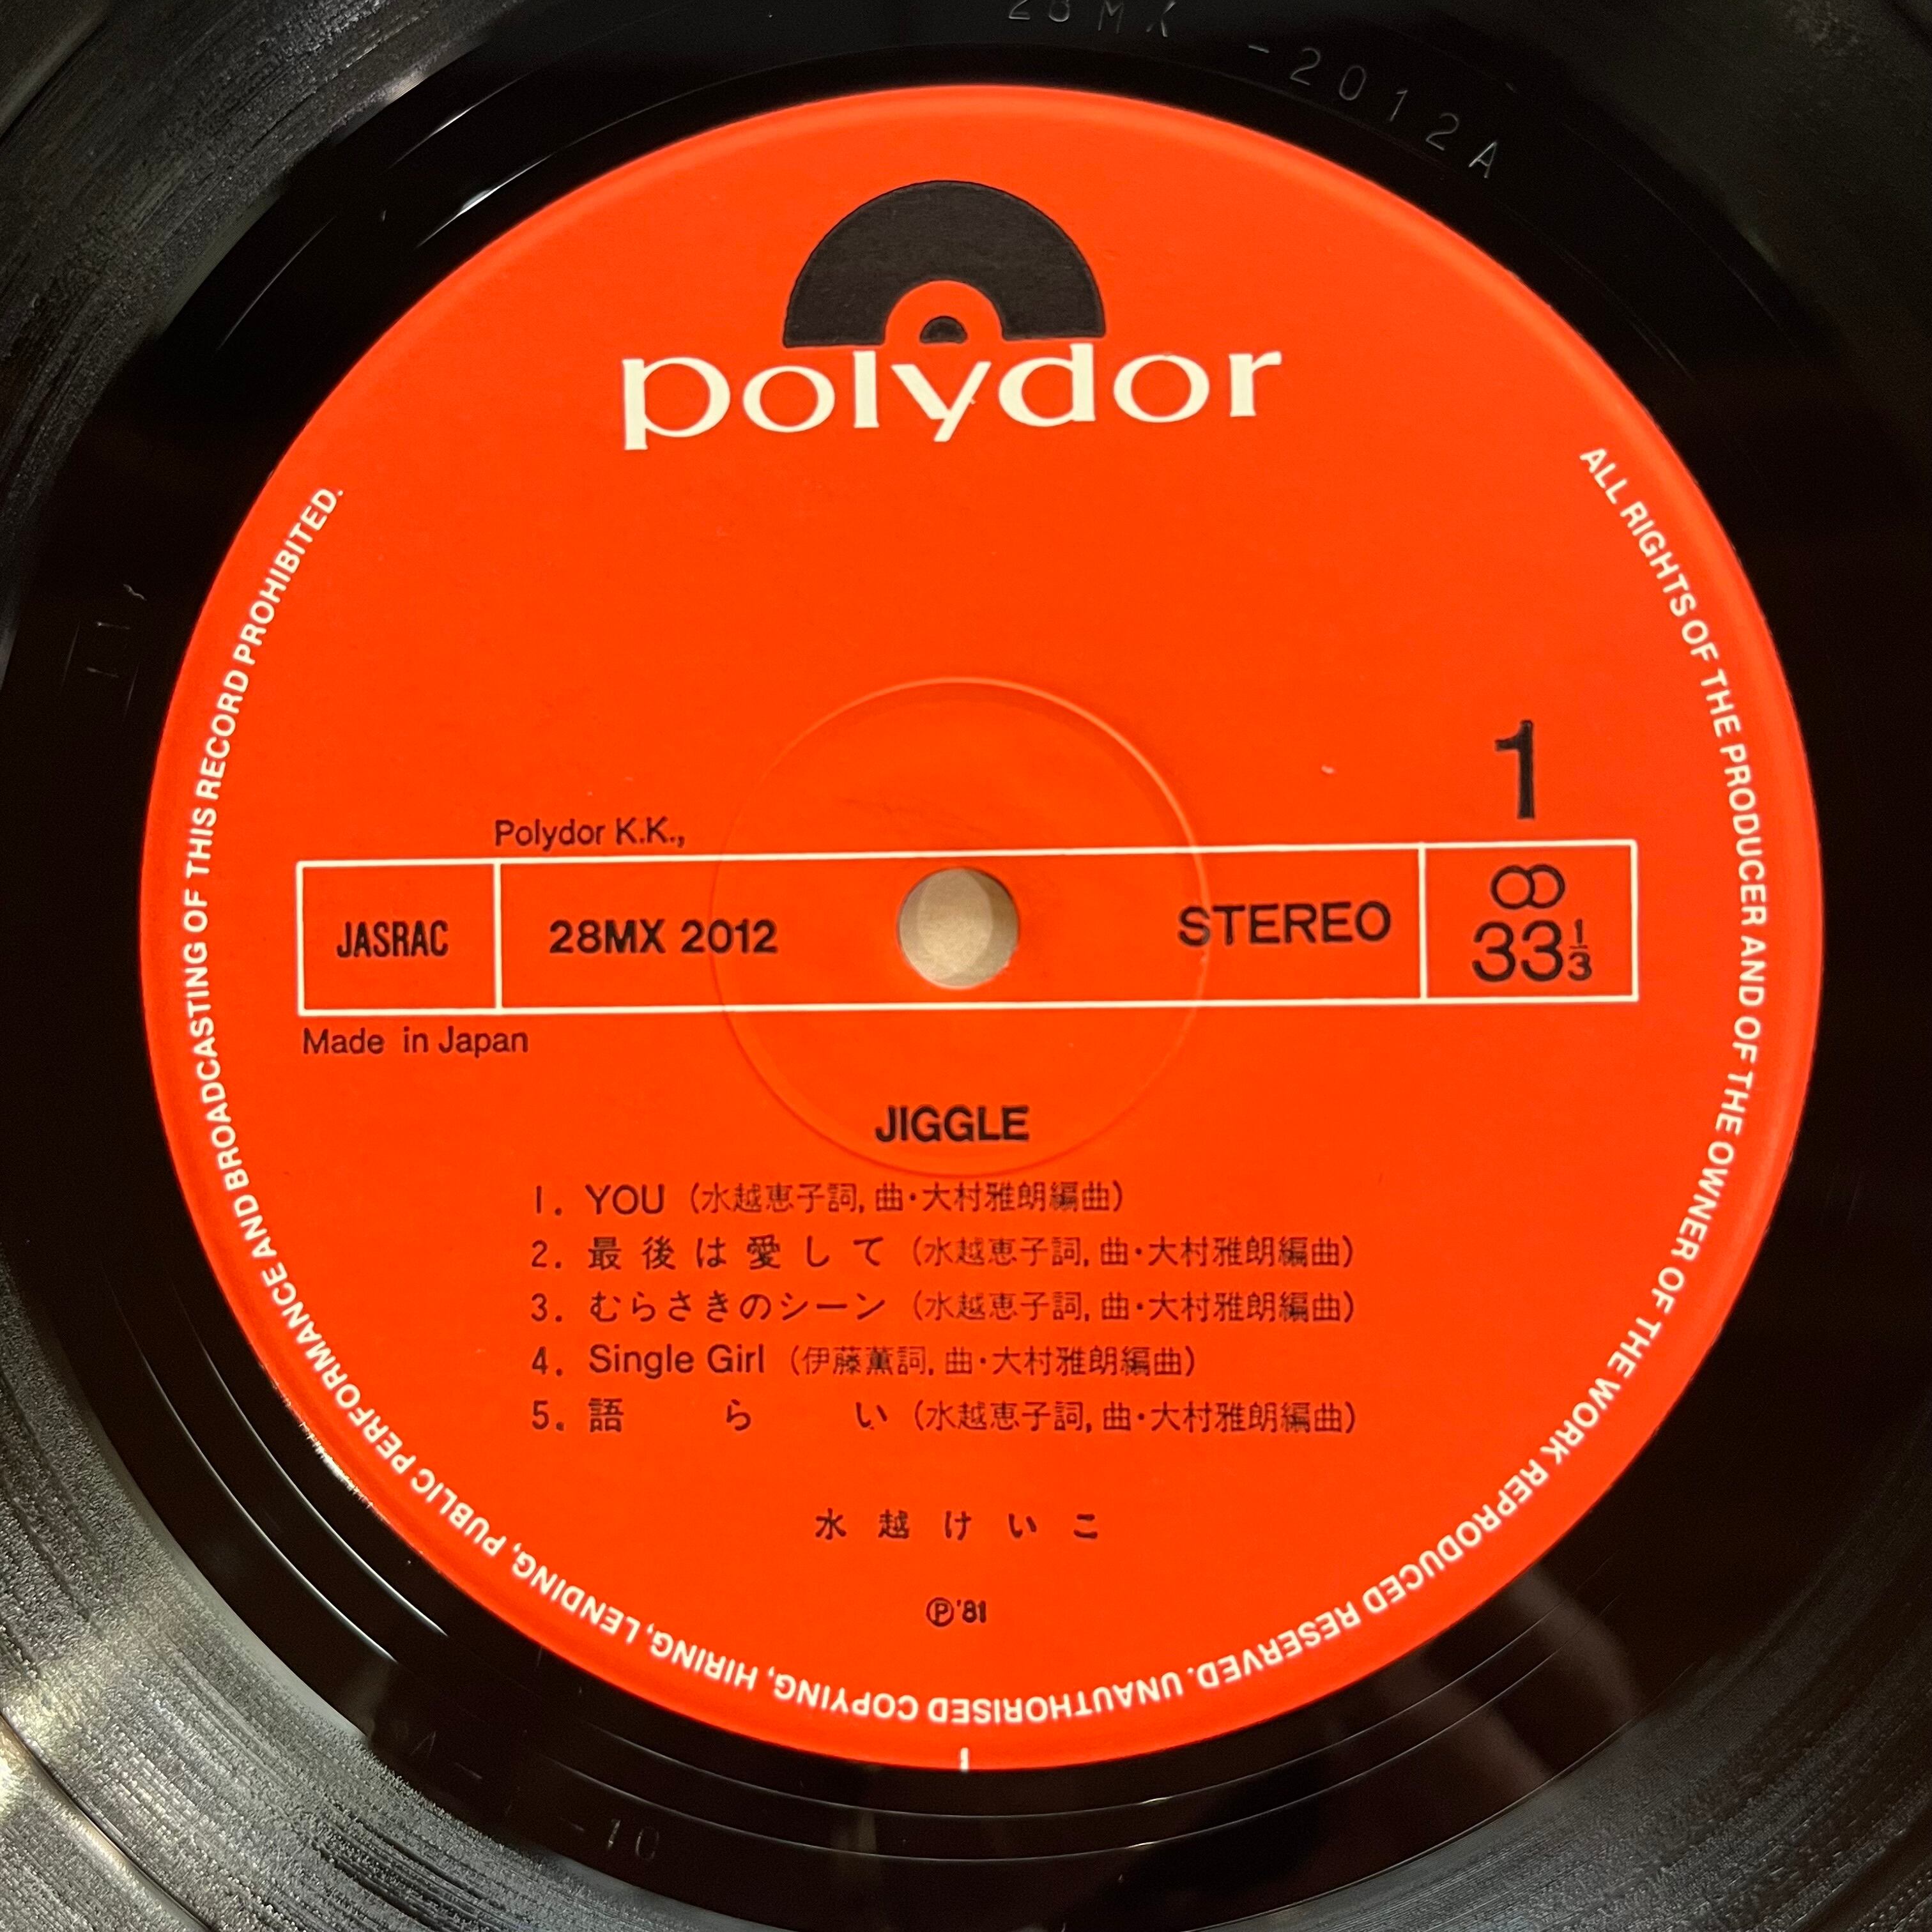 28MX -2012A
polydor
ALL RIGHTS OF THE PRODUCER AND OF THE OWNER OF THE WORK REPRODUCED RESERVED. UNAUTHORISED COPYING, HIRING, LENDING, PUBLIC PERFORMANCE AND BROADCASTING OF THIS RECORD PROHIBITED.
1
Polydor K.K.,
JASRAC 28MX 2012 STEREO 33 1/3
Made in Japan
JIGGLE
1. YOU (水越恵子詞, 曲・大村雅朗編曲)
2. 最後は愛して (水越恵子詞, 曲・大村雅朗編曲)
3. むらさきのシーン (水越恵子詞, 曲・大村雅朗編曲)
4. Single Girl (伊藤薫詞, 曲・大村雅朗編曲)
5. 語らい (水越恵子詞, 曲・大村雅朗編曲)
水越けいこ
Ⓟ'81